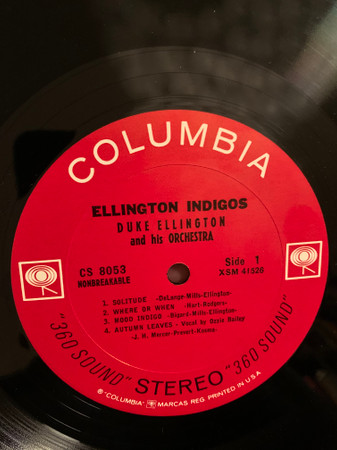 COLUMBIA
ELLINGTON INDIGOS
DUKE ELLINGTON
and his ORCHESTRA
CS 8053
NONBREAKABLE
Side 1
XSM 41526
1. SOLITUDE -DeLange-Mills-Ellington-
2. WHERE OR WHEN -Hart-Rodgers-
3. MOOD INDIGO -Bigard-Mills-Ellington-
4. AUTUMN LEAVES - Vocal by Ozzie Bailey
-J. H. Mercer-Prevert-Kosma-
"360 SOUND" STEREO "360 SOUND"
® "COLUMBIA" MARCAS REG. PRINTED IN U.S.A.